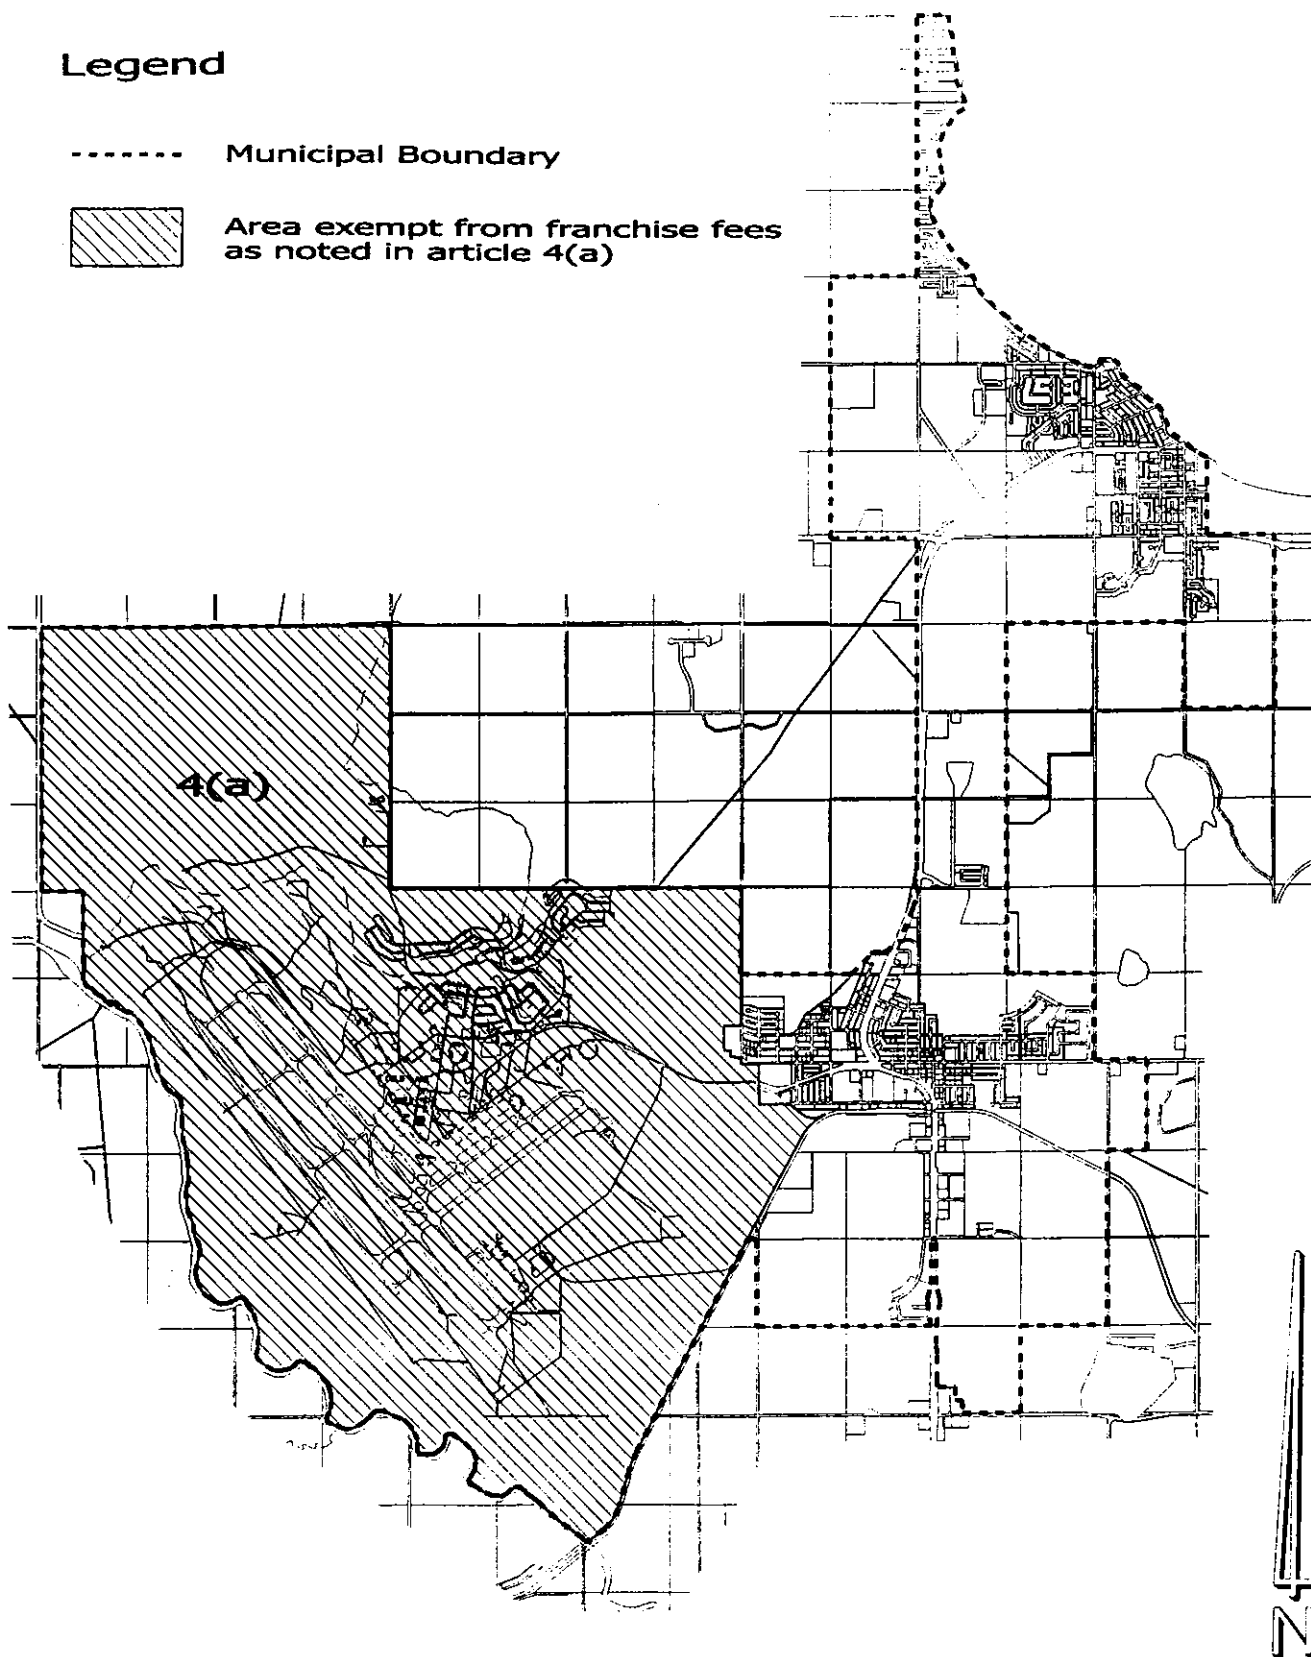 Legend
Municipal Boundary
Area exempt from franchise fees
as noted in article 4(a)
4(a)
N